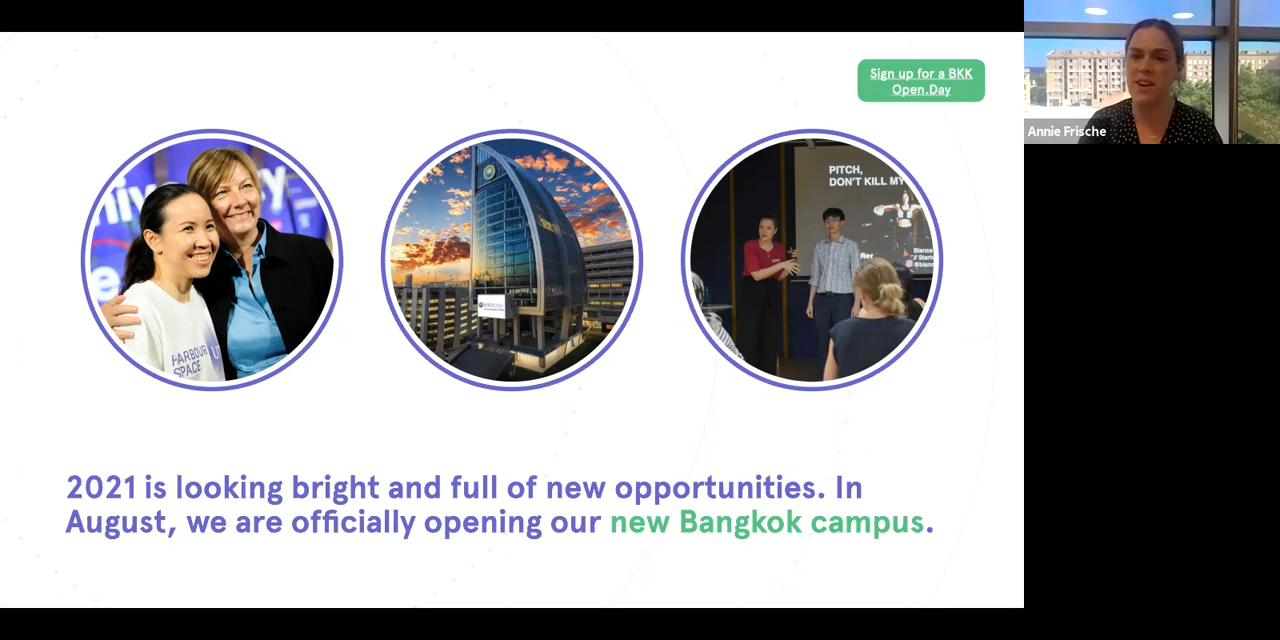 Sign up for a BKK
Open.Day
Annie Frische
HARBOUR
SPACE
PITCH,
DON'T KILL MY
2021 is looking bright and full of new opportunities. In
August, we are officially opening our new Bangkok campus.